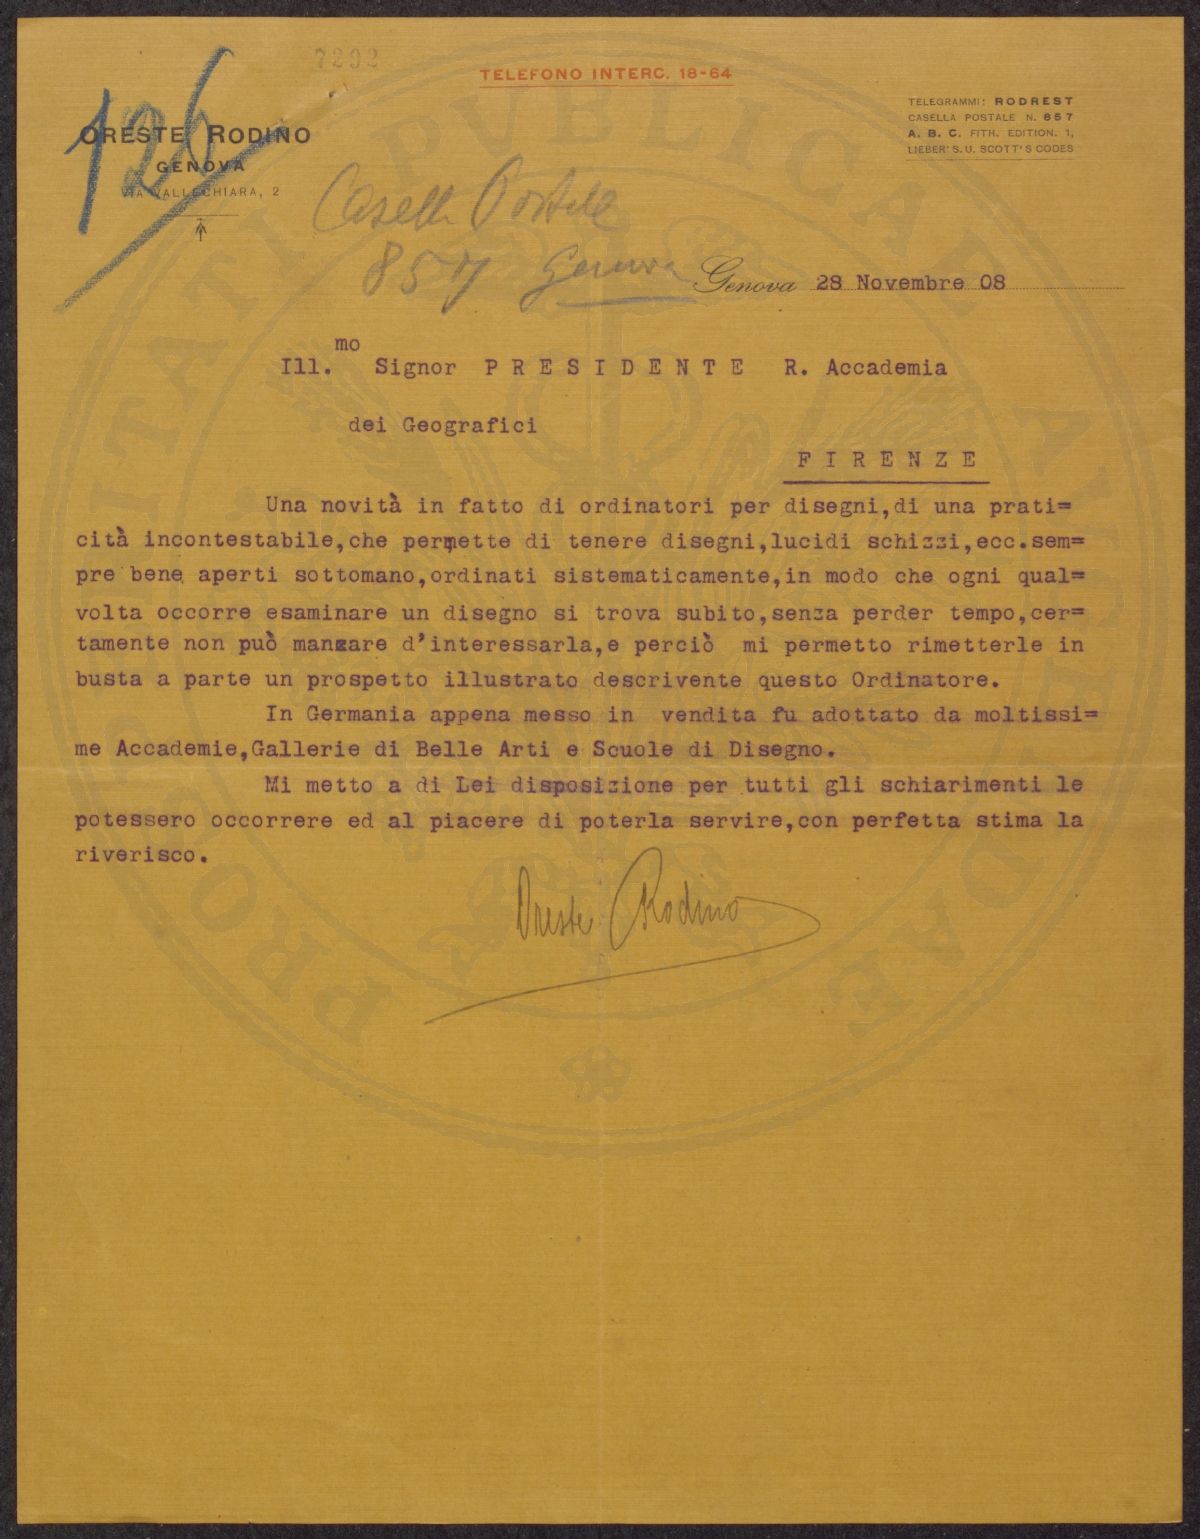 7292
TELEFONO INTERC. 18-64
126
ORESTE RODINO
GENOVA
VIA VALLECHIARA, 2
TELEGRAMMI: RODREST
CASELLA POSTALE N. 857
A. B. C. FITH. EDITION. 1,
LIEBER'S. U. SCOTT'S CODES
Casella Postale
857 Genova
Genova 28 Novembre 08
Ill.mo Signor PRESIDENTE R. Accademia
dei Geografici
FIRENZE
Una novità in fatto di ordinatori per disegni,di una prati=
cità incontestabile,che permette di tenere disegni,lucidi schizzi,ecc.sem=
pre bene aperti sottomano,ordinati sistematicamente,in modo che ogni qual=
volta occorre esaminare un disegno si trova subito,senza perder tempo,cer=
tamente non può mancare d'interessarla,e perciò mi permetto rimetterle in
busta a parte un prospetto illustrato descrivente questo Ordinatore.
In Germania appena messo in vendita fu adottato da moltissi=
me Accademie,Gallerie di Belle Arti e Scuole di Disegno.
Mi metto a di Lei disposizione per tutti gli schiarimenti le
potessero occorrere ed al piacere di poterla servire,con perfetta stima la
riverisco.
Oreste Rodino
PROSPERITATI PUBLICAE AUGENDAE